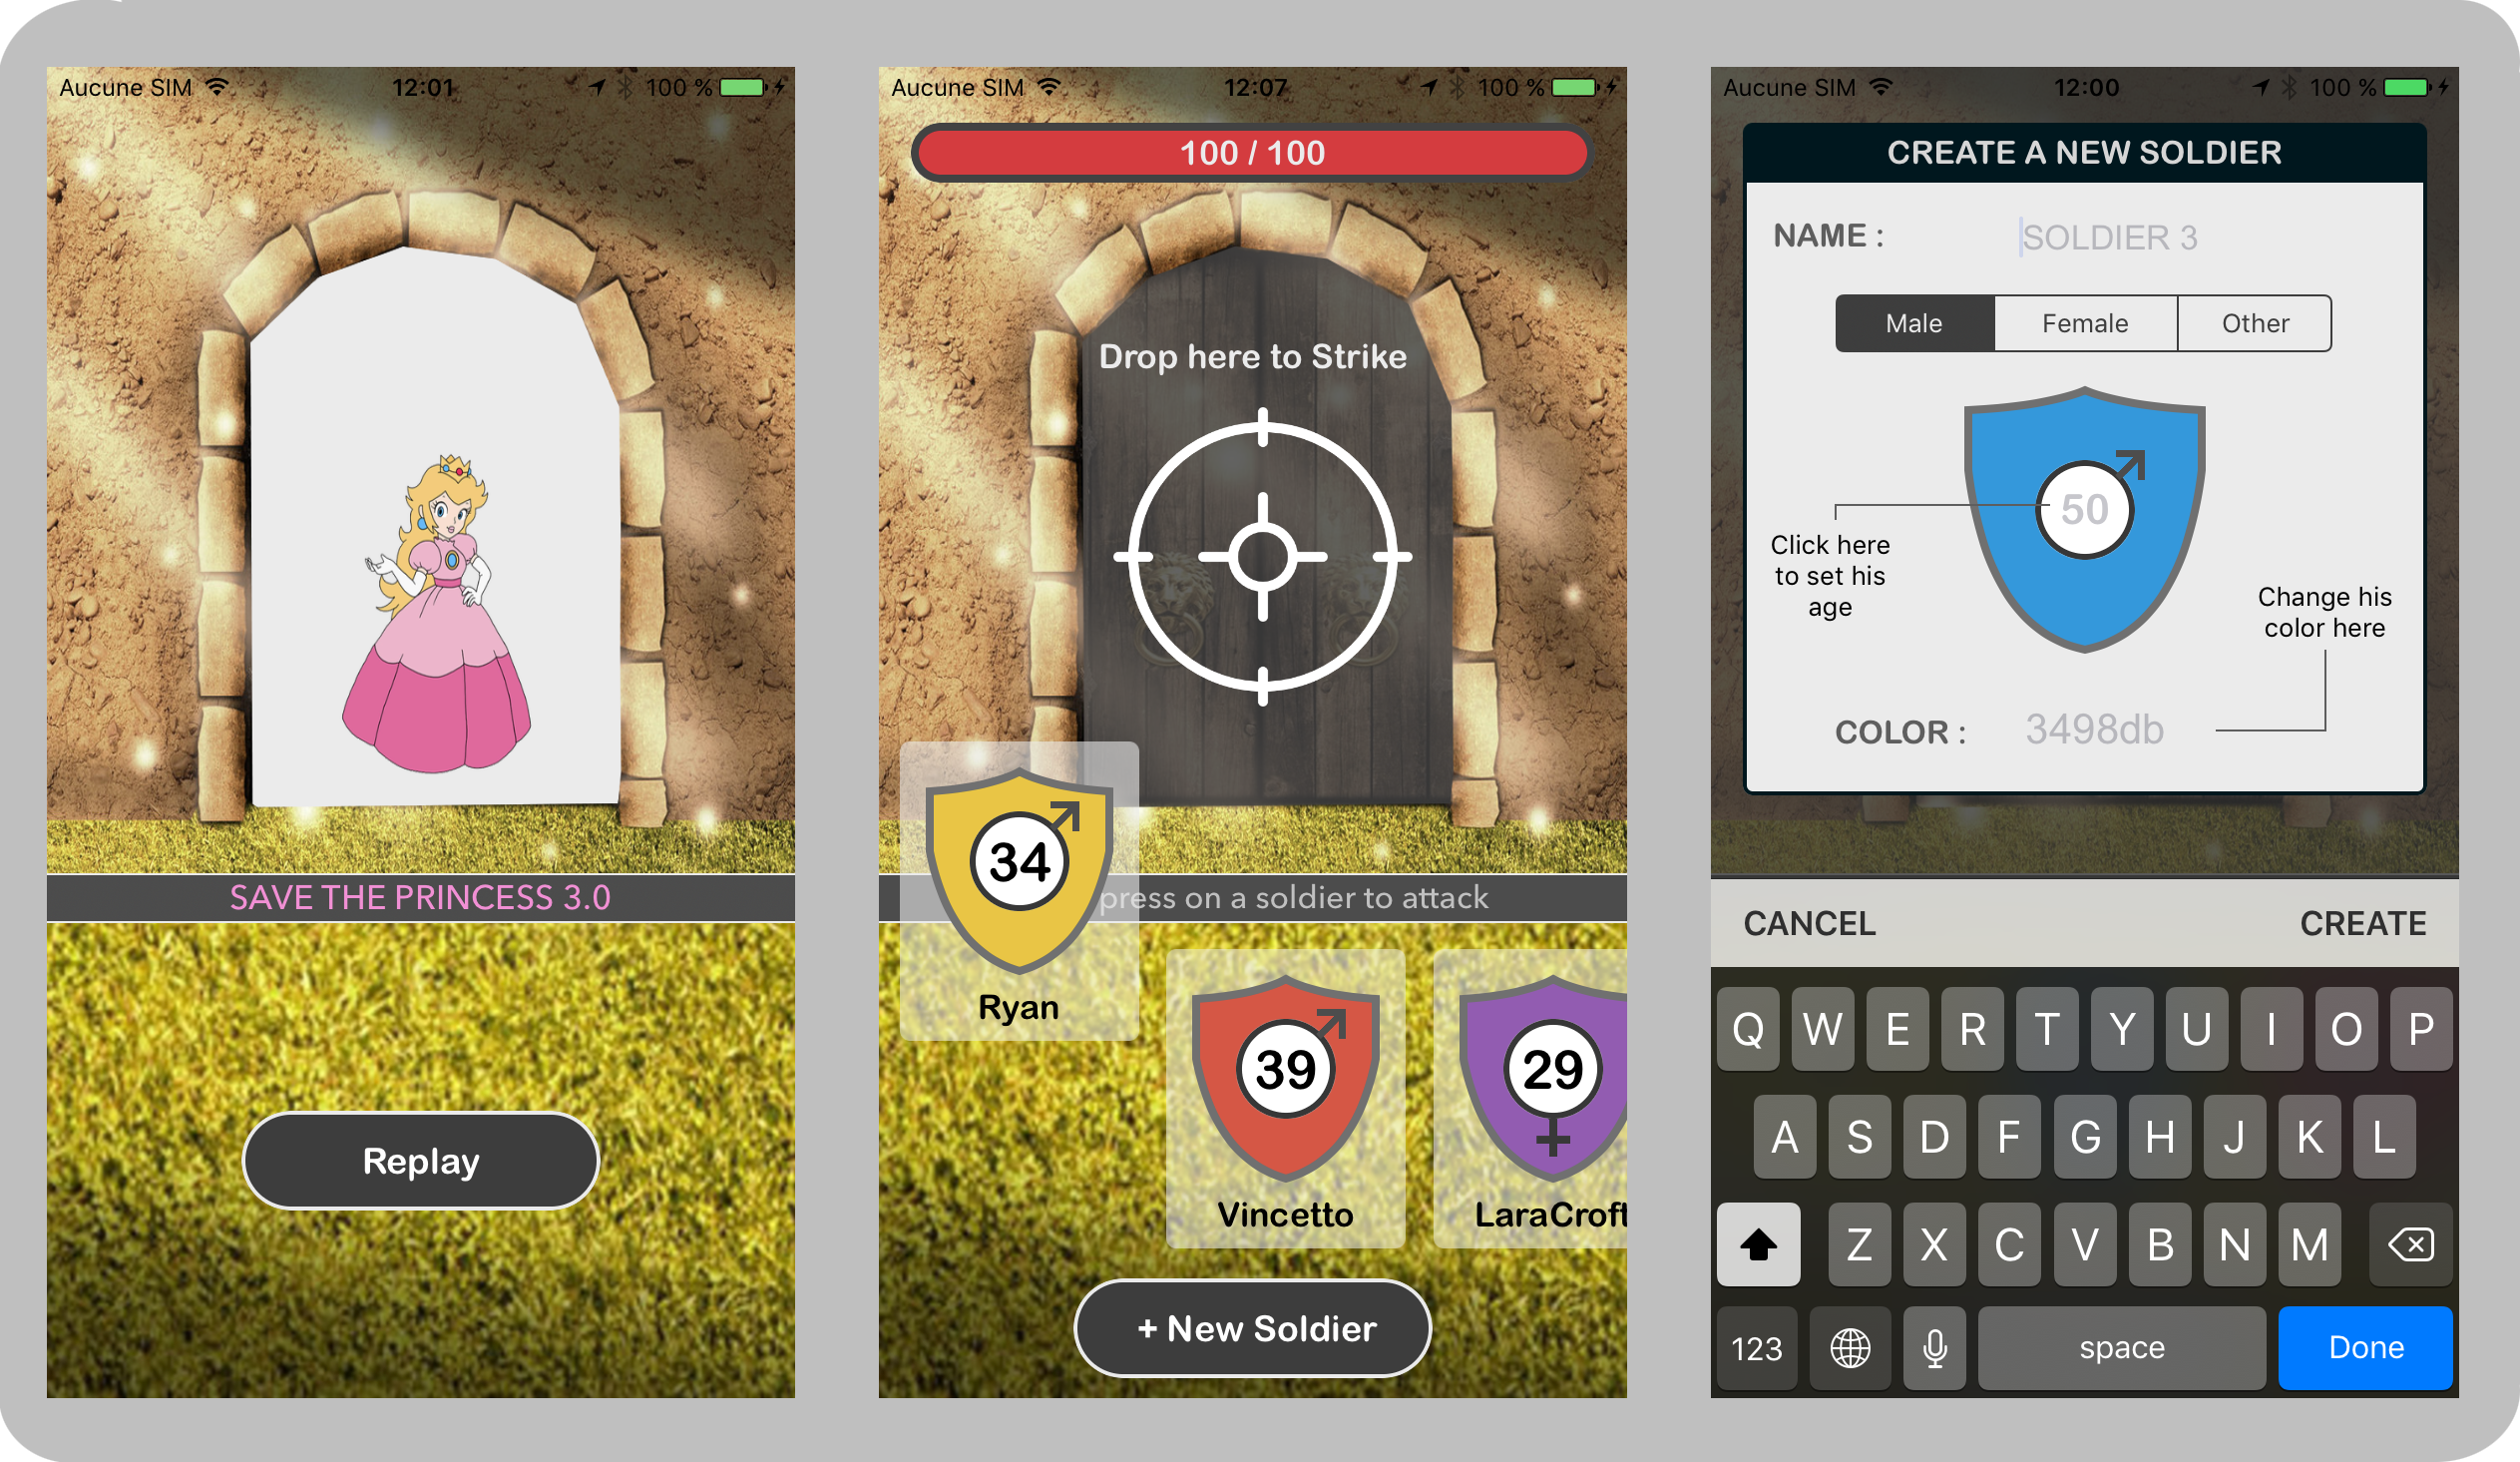 Aucune SIM 12:01 100 %
SAVE THE PRINCESS 3.0
Replay
Aucune SIM 12:07 100 %
100 / 100
Drop here to Strike
34
press on a soldier to attack
Ryan
39
29
Vincetto
LaraCroft
+ New Soldier
Aucune SIM 12:00 100 %
CREATE A NEW SOLDIER
NAME : SOLDIER 3
Male Female Other
50
Click here
to set his
age
Change his
color here
COLOR : 3498db
CANCEL CREATE
Q W E R T Y U I O P
A S D F G H J K L
Z X C V B N M
123 space Done